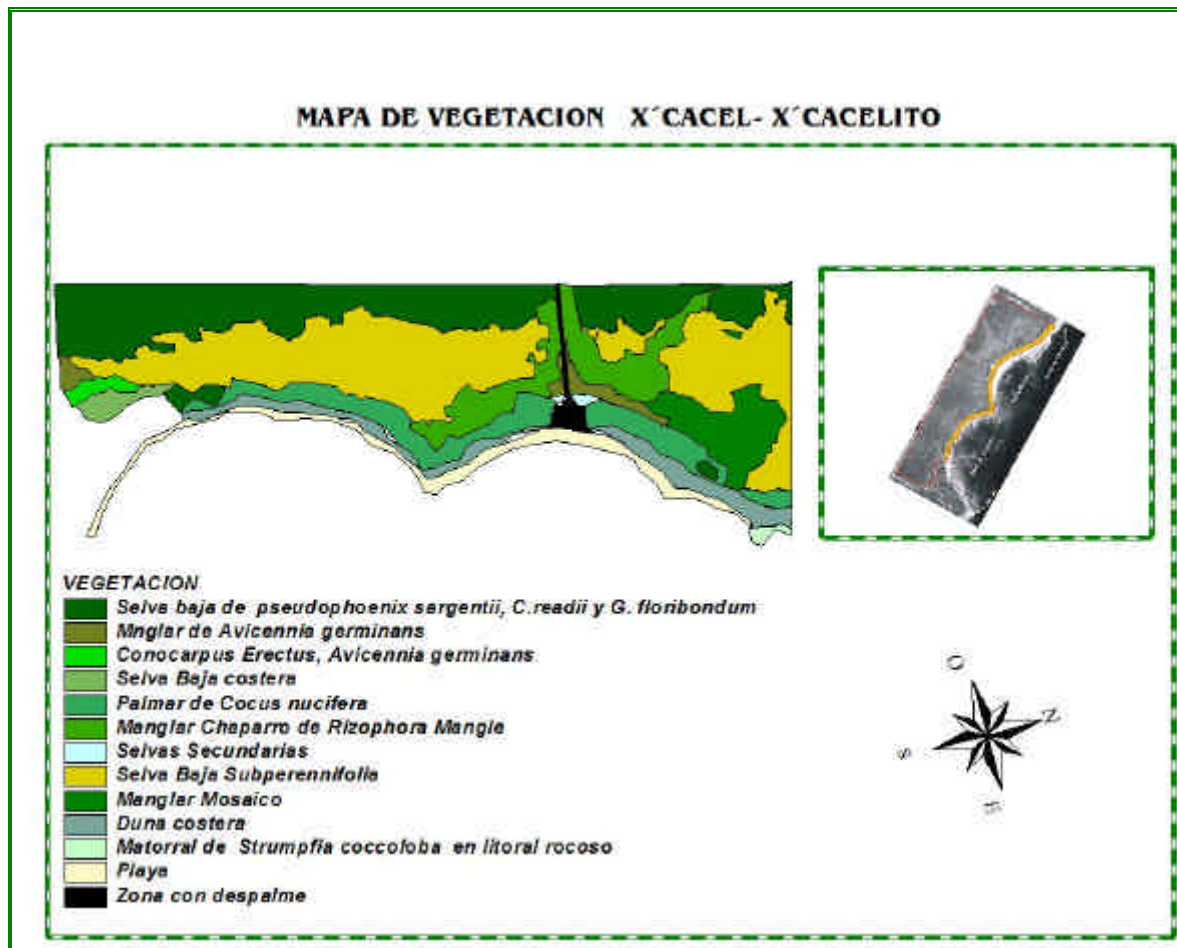 MAPA DE VEGETACION X´CACEL- X´CACELITO
VEGETACION
Selva baja de pseudophoenix sargentii, C.readii y G. floribondum
Mnglar de Avicennia germinans
Conocarpus Erectus, Avicennia germinans
Selva Baja costera
Palmar de Cocus nucifera
Manglar Chaparro de Rizophora Mangle
Selvas Secundarias
Selva Baja Subperennifolia
Manglar Mosaico
Duna costera
Matorral de Strumpfia coccoloba en litoral rocoso
Playa
Zona con despalme
O
N
S
E